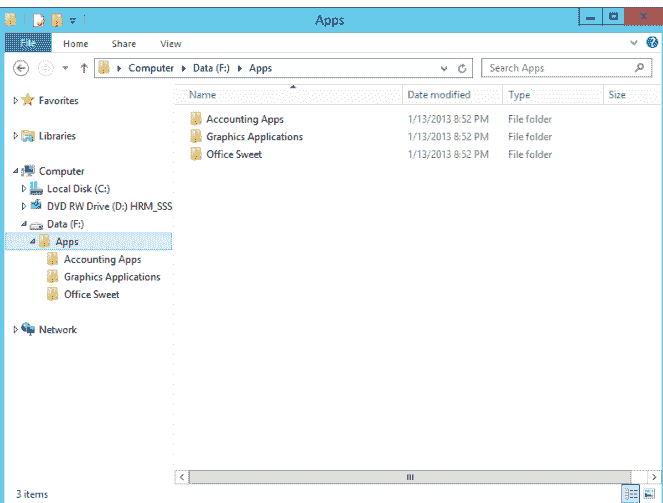 Apps
File Home Share View
Computer Data (F:) Apps Search Apps
Name Date modified Type Size
Favorites
Libraries
Computer
Local Disk (C:)
DVD RW Drive (D:) HRM_SSS
Data (F:)
Apps
Accounting Apps
Graphics Applications
Office Sweet
Network
Accounting Apps 1/13/2013 8:52 PM File folder
Graphics Applications 1/13/2013 8:52 PM File folder
Office Sweet 1/13/2013 8:52 PM File folder
3 items